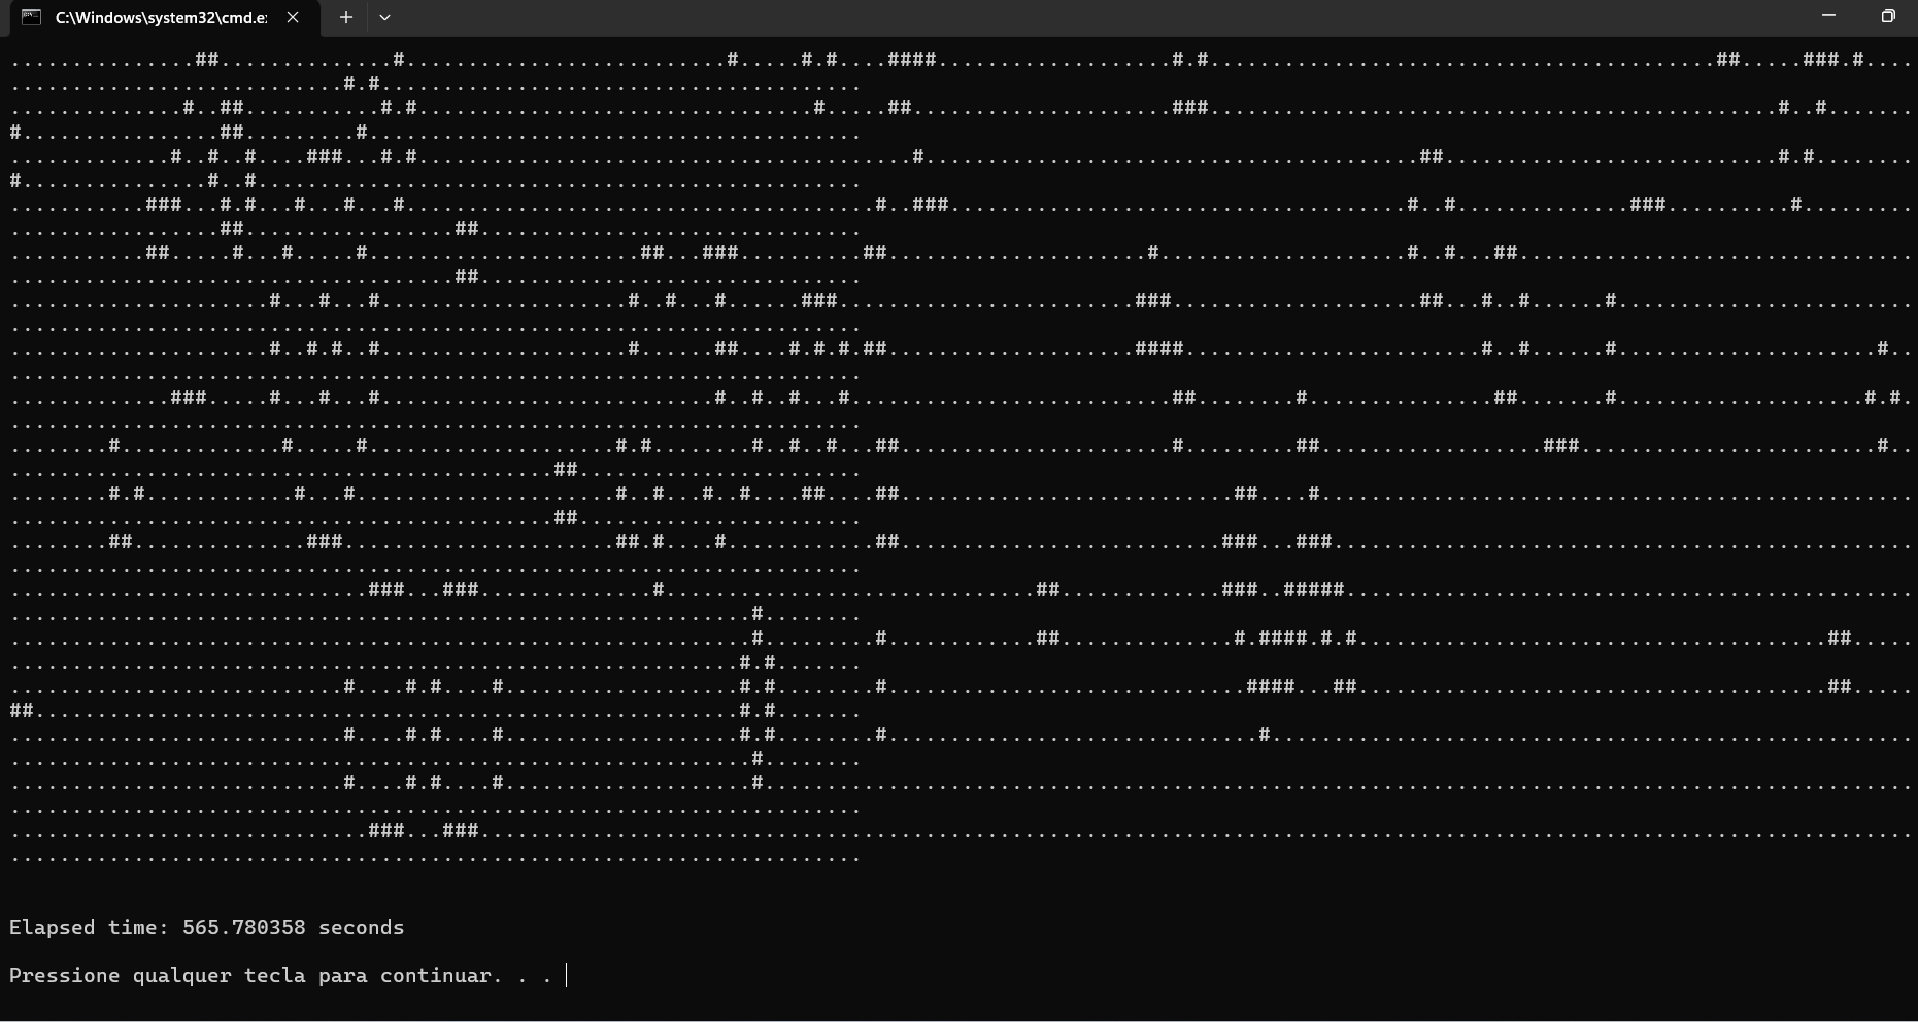 C:\Windows\system32\cmd.e
Elapsed time: 565.780358 seconds
Pressione qualquer tecla para continuar. . .